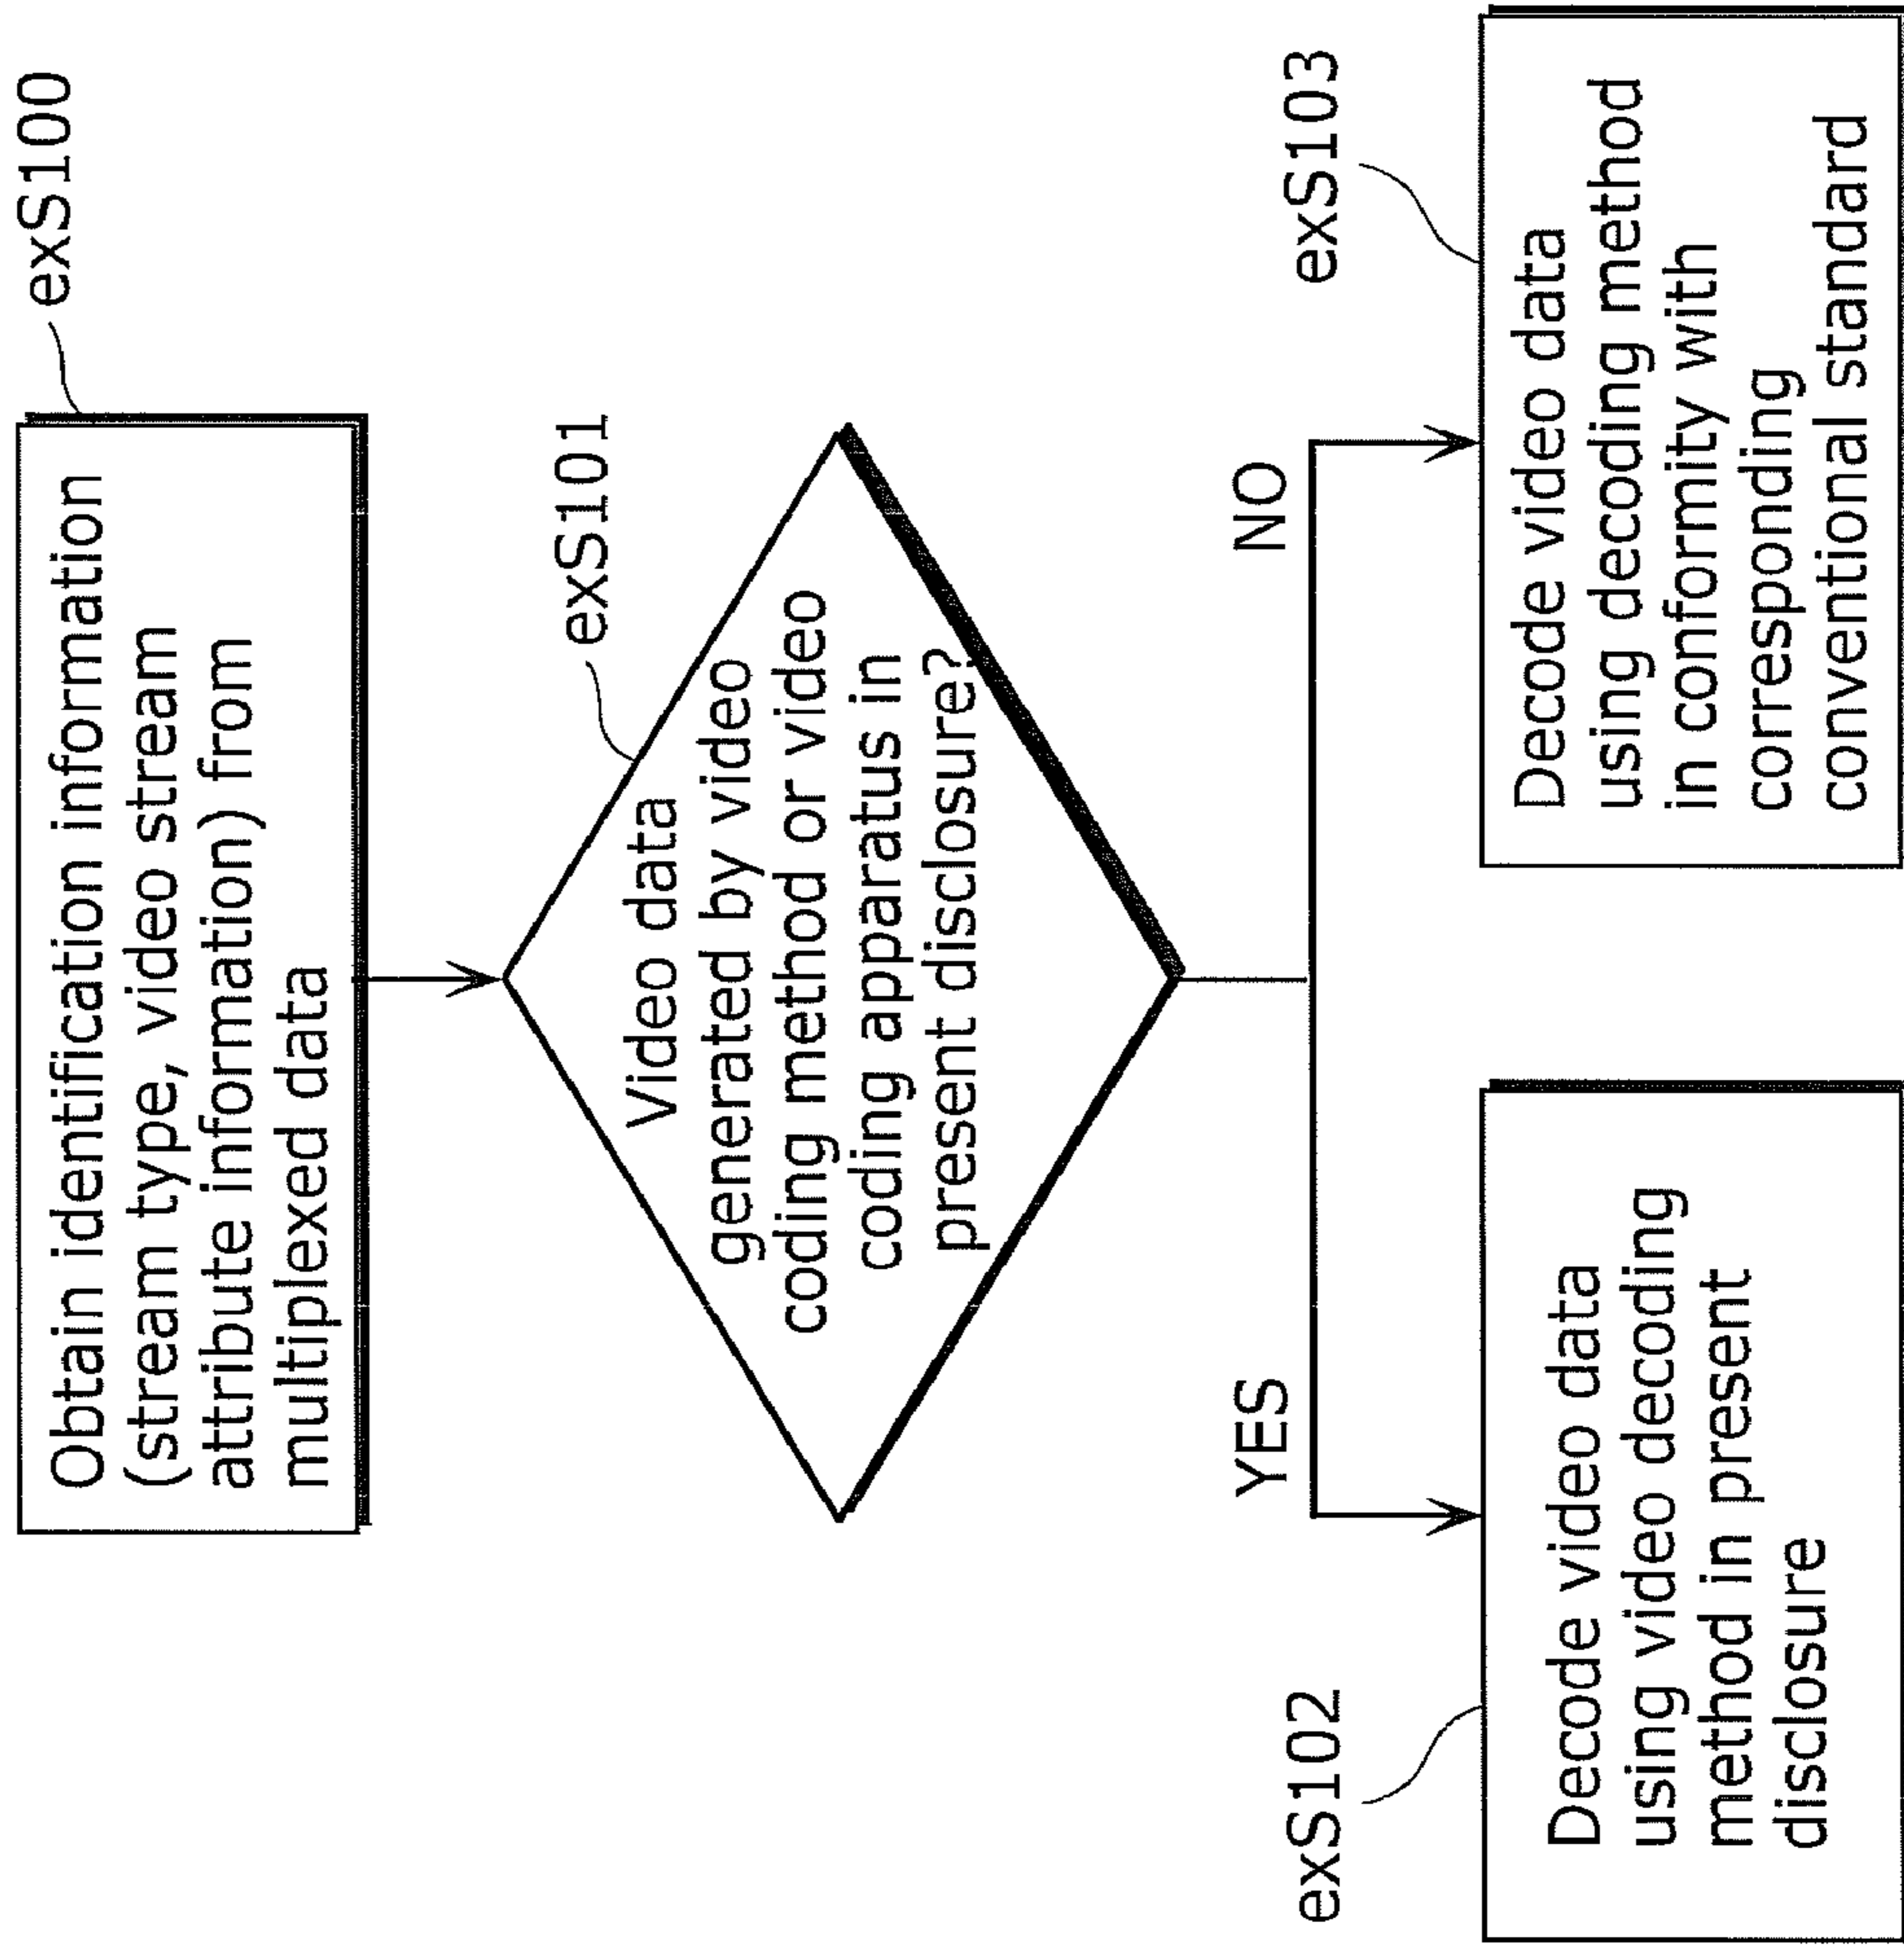 exS100
Obtain identification information
(stream type, video stream
attribute information) from
multiplexed data
exS101
Video data
generated by video
coding method or video
coding apparatus in
present disclosure?
YES
NO
exS102
Decode video data
using video decoding
method in present
disclosure
exS103
Decode video data
using decoding method
in conformity with
corresponding
conventional standard